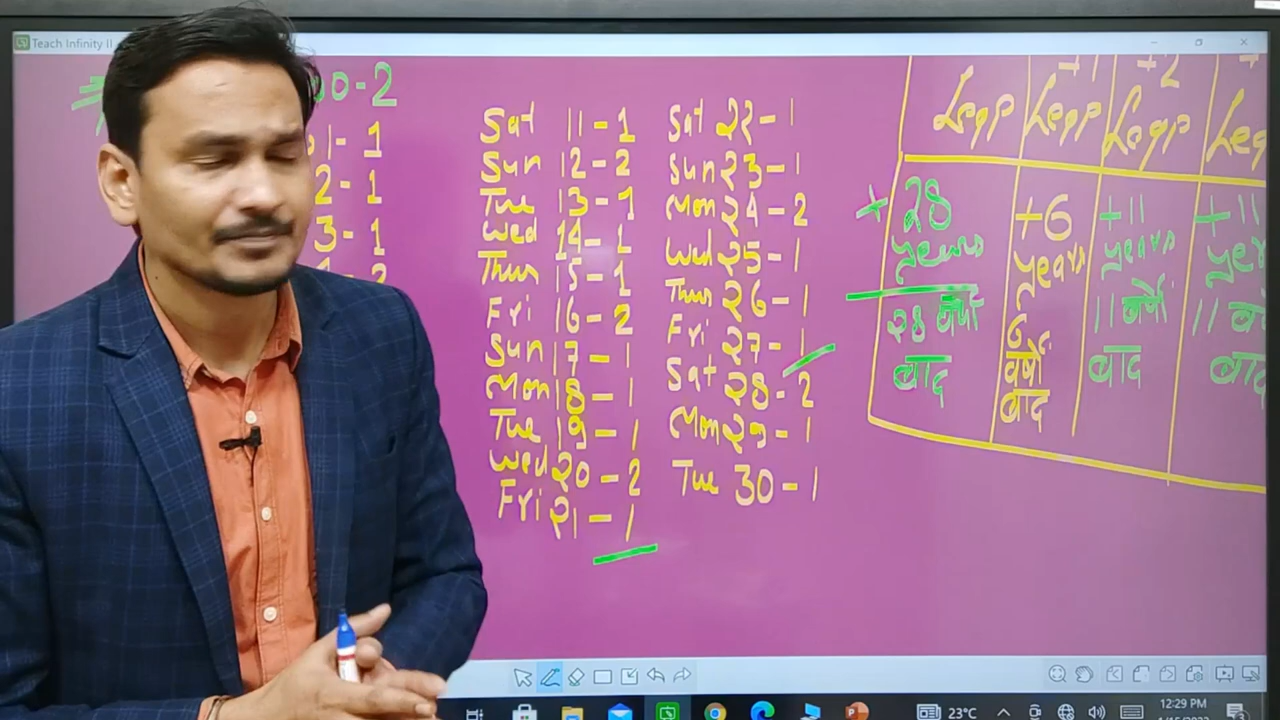 Teach Infinity II
00-2
01-1
2-1
3-1
Sat 11-1
Sun 12-2
Tue 13-1
Wed 14-1
Thur 15-1
Fri 16-2
Sun 17-1
Mon 18-1
Tue 19-1
Wed 20-2
Fri 21-1
Sat 22-1
Sun 23-1
Mon 24-2
Wed 25-1
Thur 26-1
Fri 27-1
Sat 28-2
Mon 29-1
Tue 30-1
+1 +2
Leap Leap Leap Lea
+28 years
28 वर्षो बाद
+6 years
6 वर्षो बाद
+11 years
11 वर्षो बाद
+11 year
11 व
बाद
23°C
12:29 PM